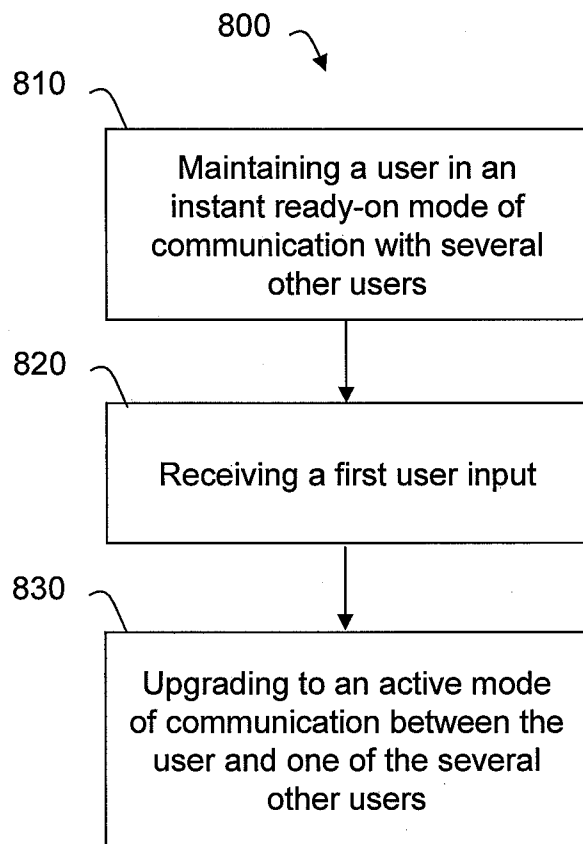 800
810
Maintaining a user in an
instant ready-on mode of
communication with several
other users
820
Receiving a first user input
830
Upgrading to an active mode
of communication between the
user and one of the several
other users